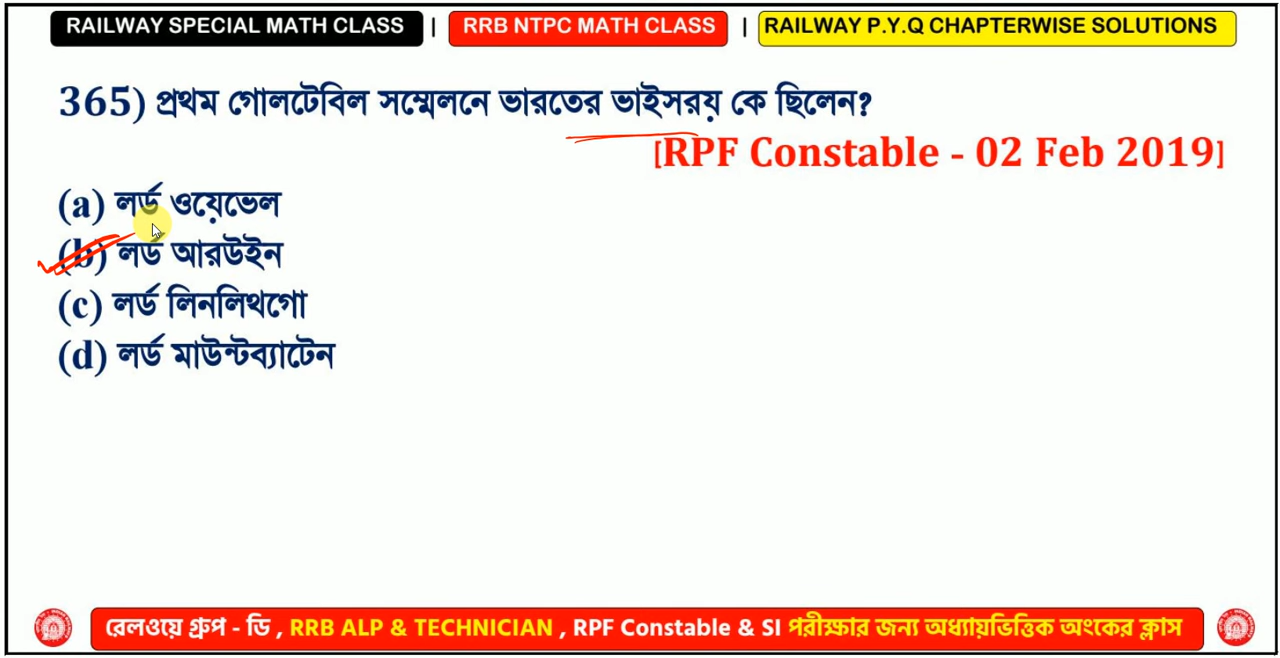 RAILWAY SPECIAL MATH CLASS | RRB NTPC MATH CLASS | RAILWAY P.Y.Q CHAPTERWISE SOLUTIONS
365) প্রথম গোলটেবিল সম্মেলনে ভারতের ভাইসরয় কে ছিলেন?
[RPF Constable - 02 Feb 2019]
(a) লর্ড ওয়েভেল
(b) লর্ড আরউইন
(c) লর্ড লিনলিথগো
(d) লর্ড মাউন্টব্যাটেন
রেলওয়ে গ্রুপ - ডি , RRB ALP & TECHNICIAN , RPF Constable & SI পরীক্ষার জন্য অধ্যায়ভিত্তিক অংকের ক্লাস